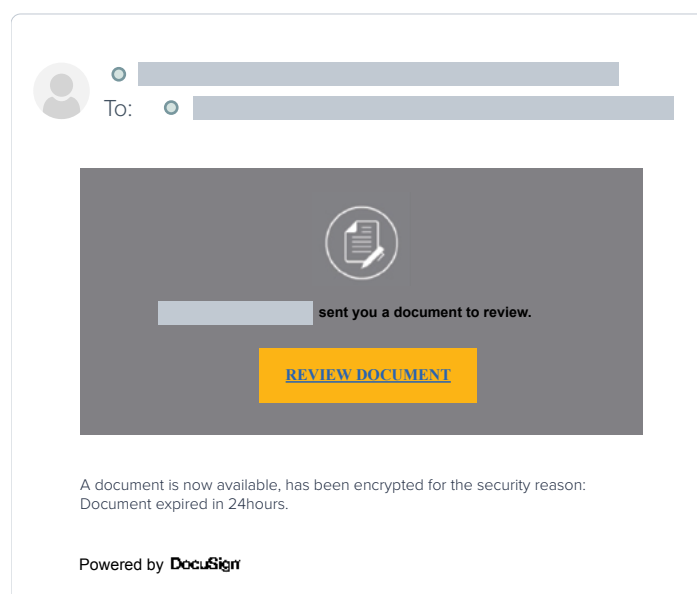 To:
sent you a document to review.
REVIEW DOCUMENT
A document is now available, has been encrypted for the security reason:
Document expired in 24hours.
Powered by DocuSign